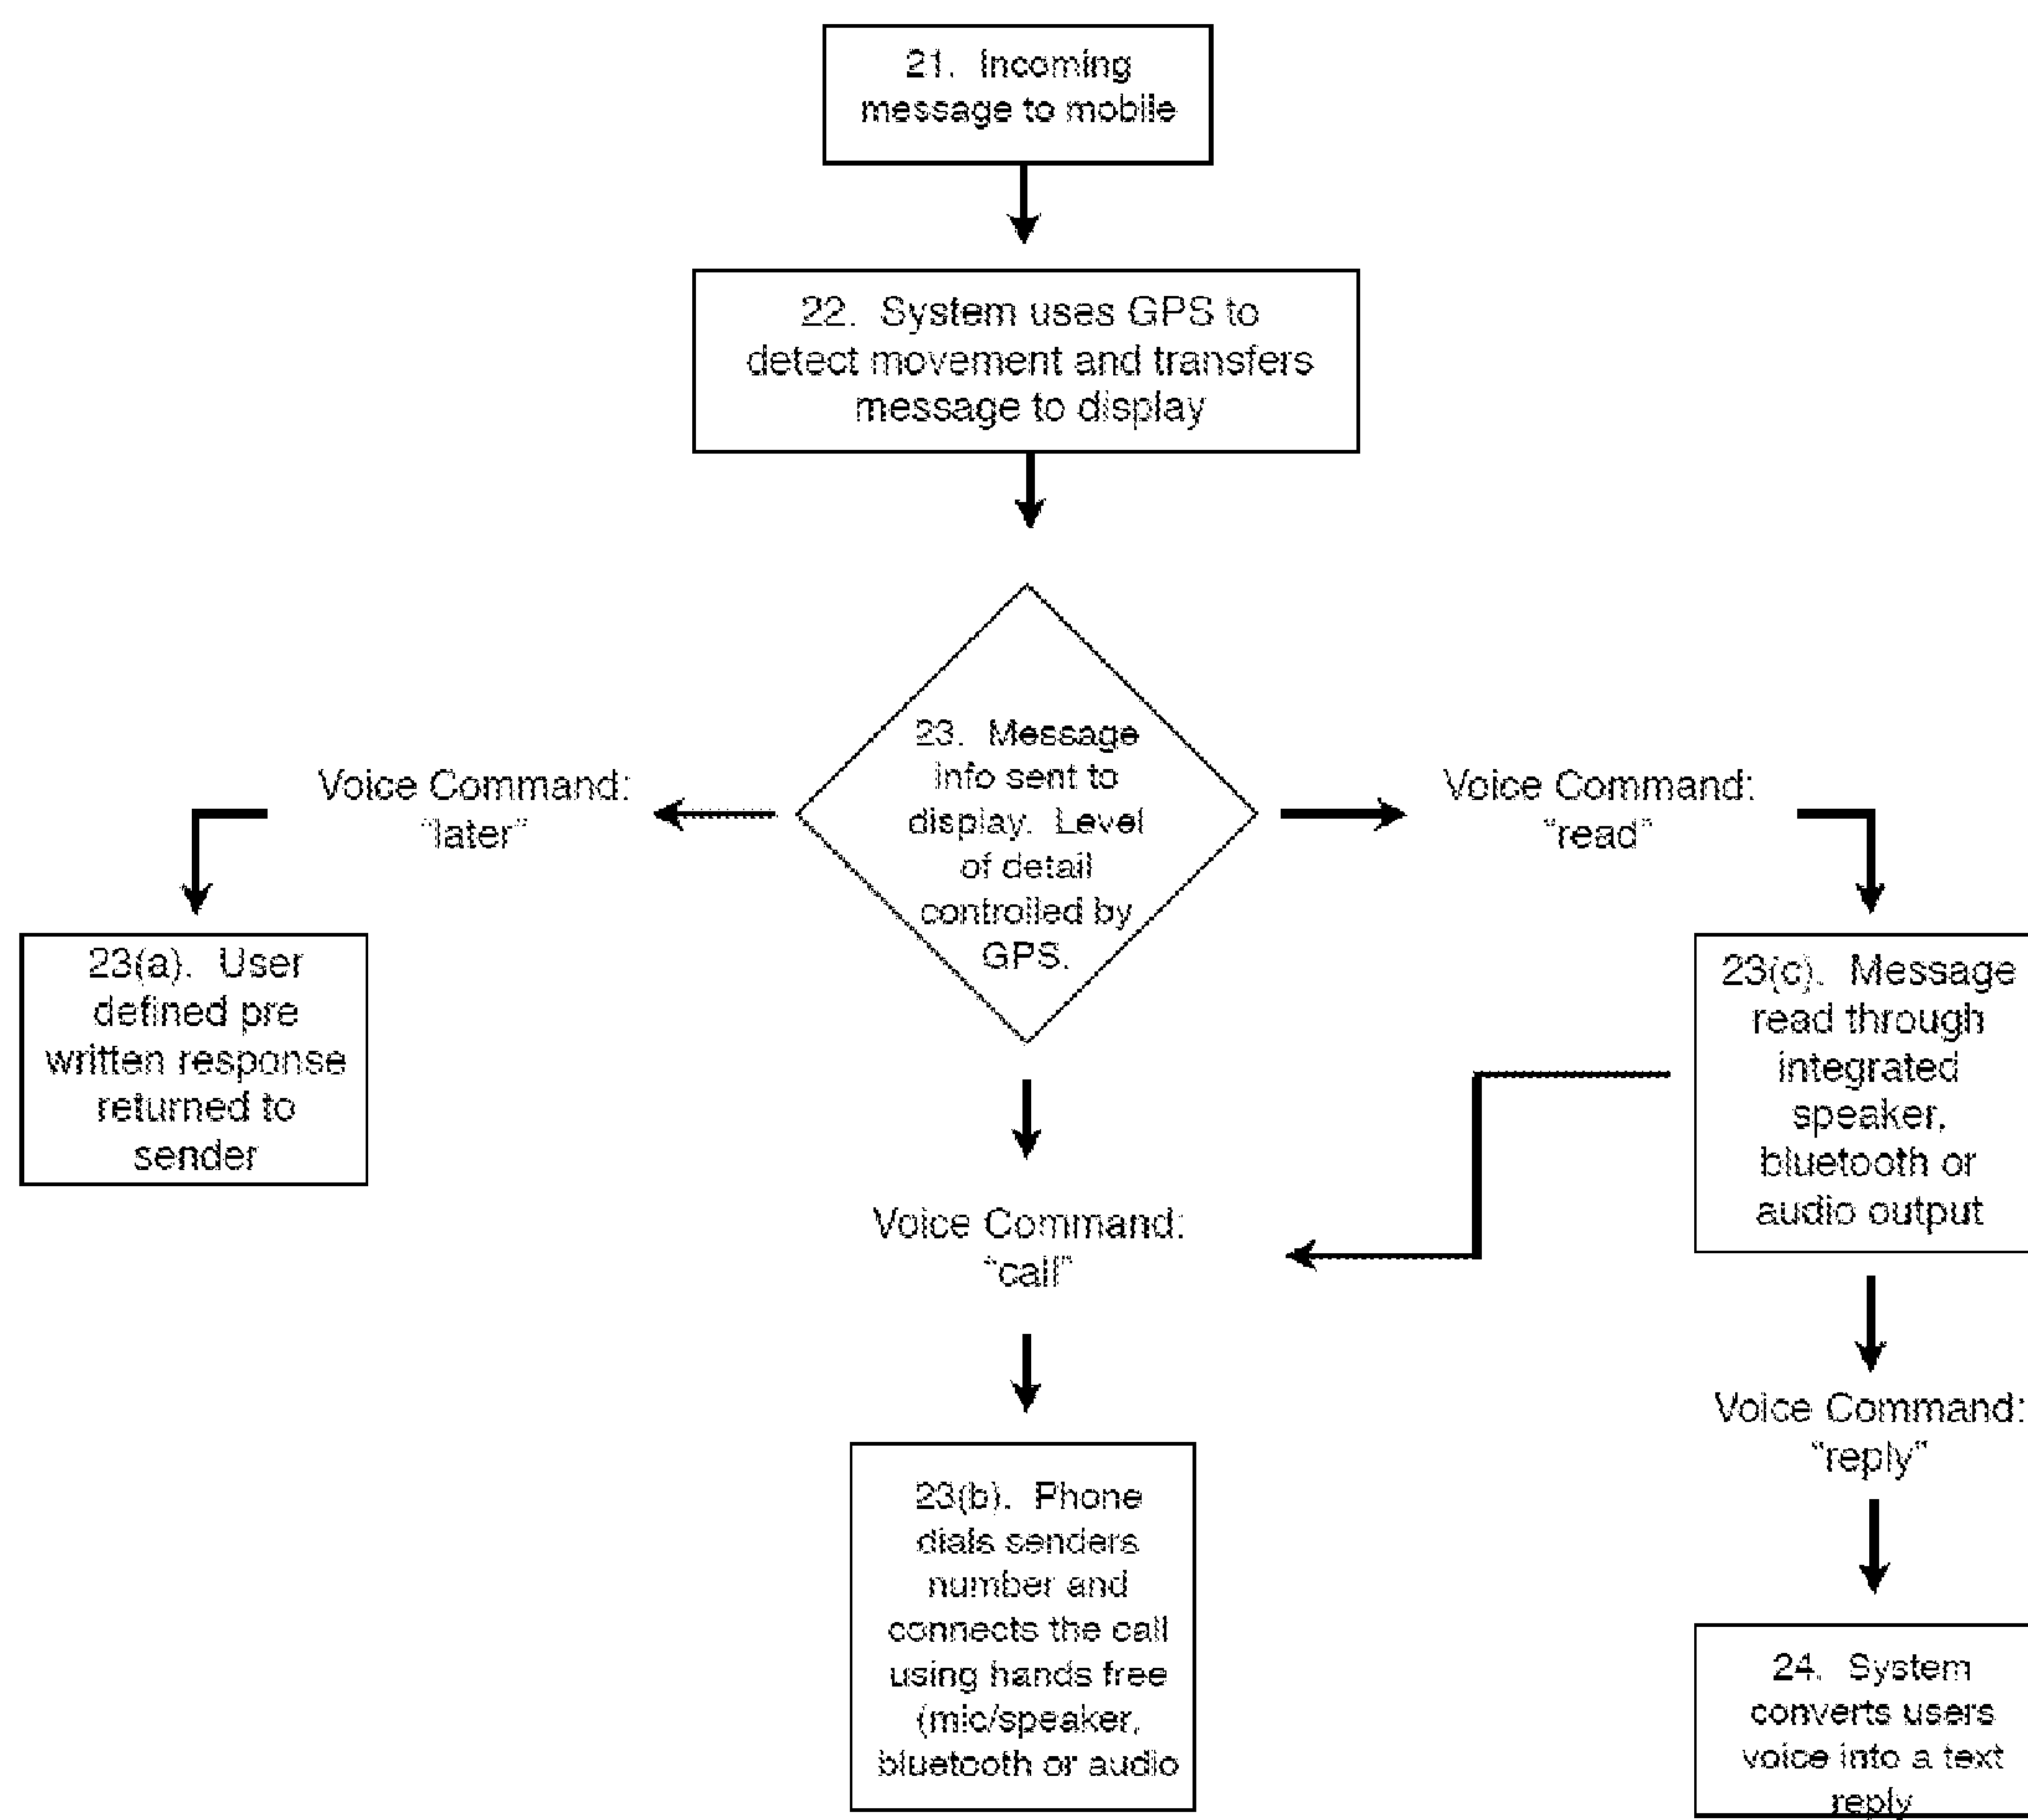 21. Incoming
message to mobile
22. System uses GPS to
detect movement and transfers
message to display
23. Message
info sent to
display. Level
of detail
controlled by
GPS.
Voice Command:
"later"
Voice Command:
"read"
23(a). User
defined pre
written response
returned to
sender
23(c). Message
read through
integrated
speaker,
bluetooth or
audio output
Voice Command:
"call"
Voice Command:
"reply"
23(b). Phone
dials senders
number and
connects the call
using hands free
(mic/speaker,
bluetooth or audio
24. System
converts users
voice into a text
reply